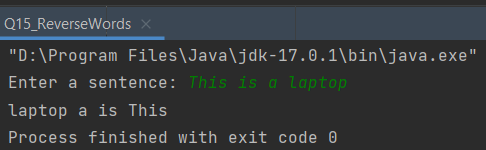 Q15_ReverseWords ×
"D:\Program Files\Java\jdk-17.0.1\bin\java.exe"
Enter a sentence: This is a laptop
laptop a is This
Process finished with exit code 0